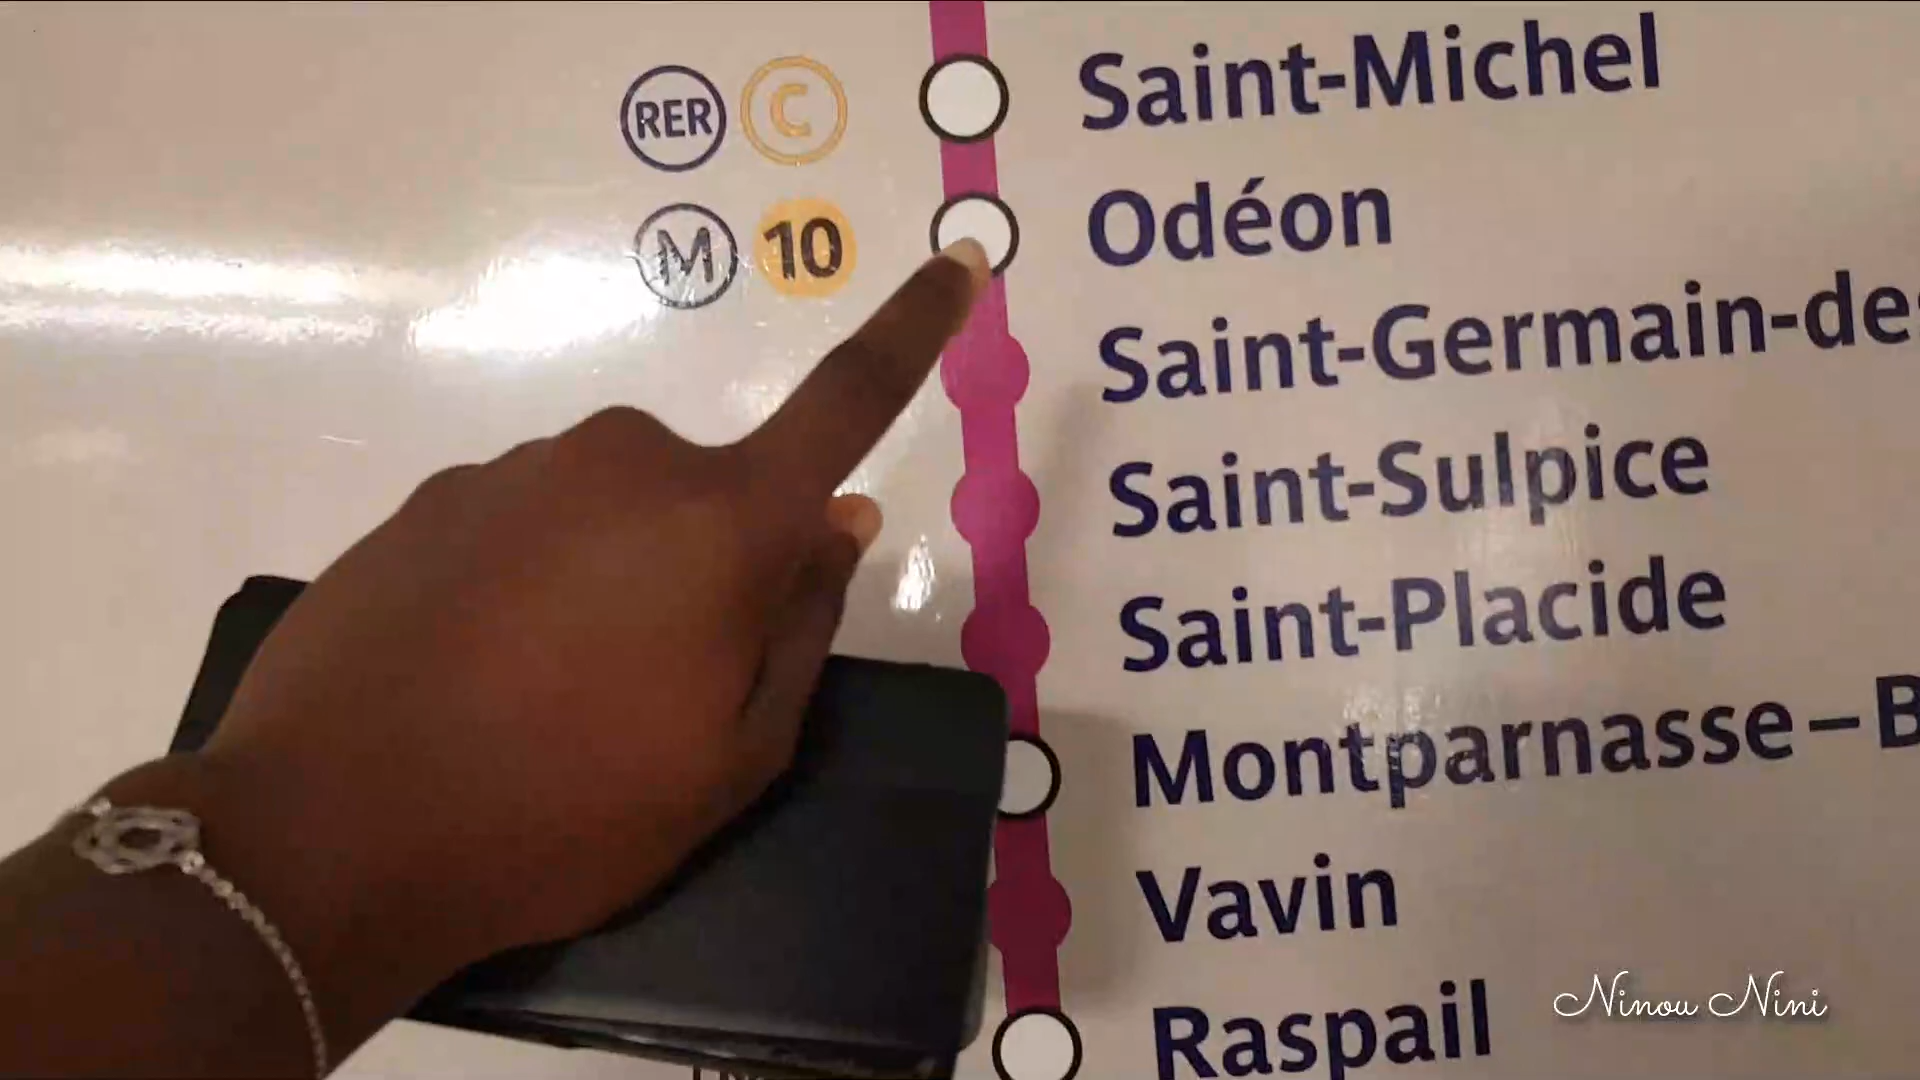 RER C Saint-Michel
M 10 Odéon
Saint-Germain-de
Saint-Sulpice
Saint-Placide
Montparnasse – B
Vavin
Raspail
Ninou Nini